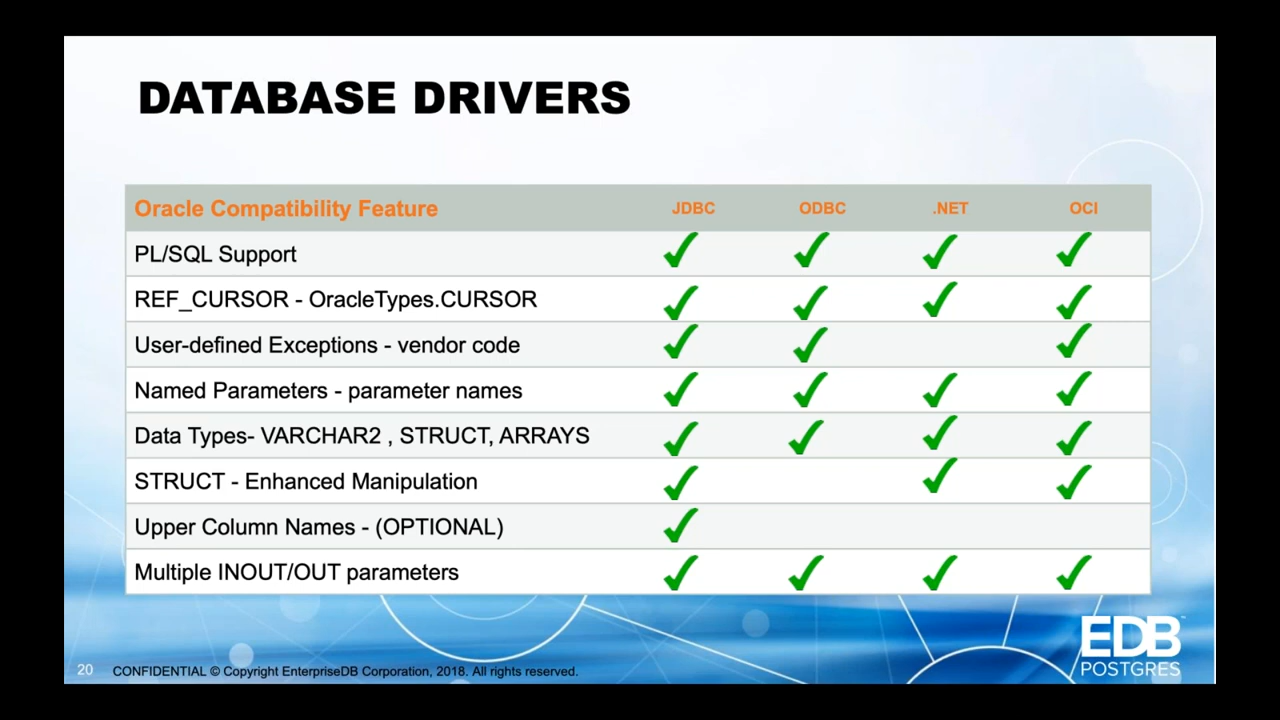 DATABASE DRIVERS
Oracle Compatibility Feature JDBC ODBC .NET OCI
PL/SQL Support
REF_CURSOR - OracleTypes.CURSOR
User-defined Exceptions - vendor code
Named Parameters - parameter names
Data Types- VARCHAR2 , STRUCT, ARRAYS
STRUCT - Enhanced Manipulation
Upper Column Names - (OPTIONAL)
Multiple INOUT/OUT parameters
EDB™
POSTGRES
20 CONFIDENTIAL © Copyright EnterpriseDB Corporation, 2018. All rights reserved.